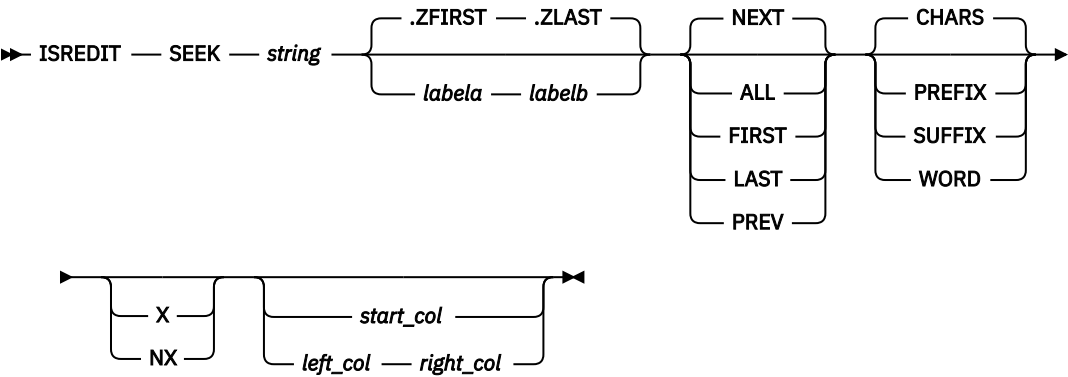 .ZFIRST .ZLAST NEXT CHARS
ISREDIT SEEK string
labela labelb ALL PREFIX
FIRST SUFFIX
LAST WORD
PREV
X start_col
NX left_col right_col